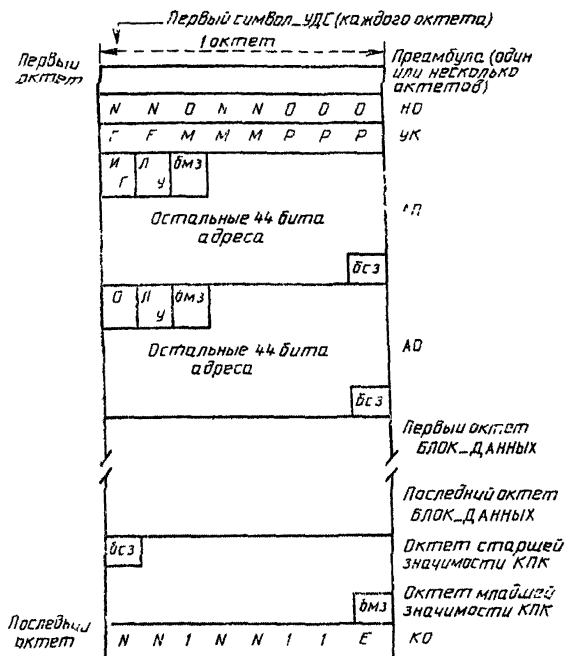 Первый символ_УДС (каждого октета)
1 октет
Первый октет
Преамбула (один или несколько октетов)
N N 0 N N 0 0 0 НО
F F M M M P P P УК
И Г Л У бмз
Остальные 44 бита адреса
АП
бсз
0 Л У бмз
Остальные 44 бита адреса
АО
бсз
Первый октет
БЛОК_ДАННЫХ
Последний октет
БЛОК_ДАННЫХ
бсз
Октет старшей значимости КПК
бмз
Октет младшей значимости КПК
Последний октет
N N 1 N N 1 1 E КО